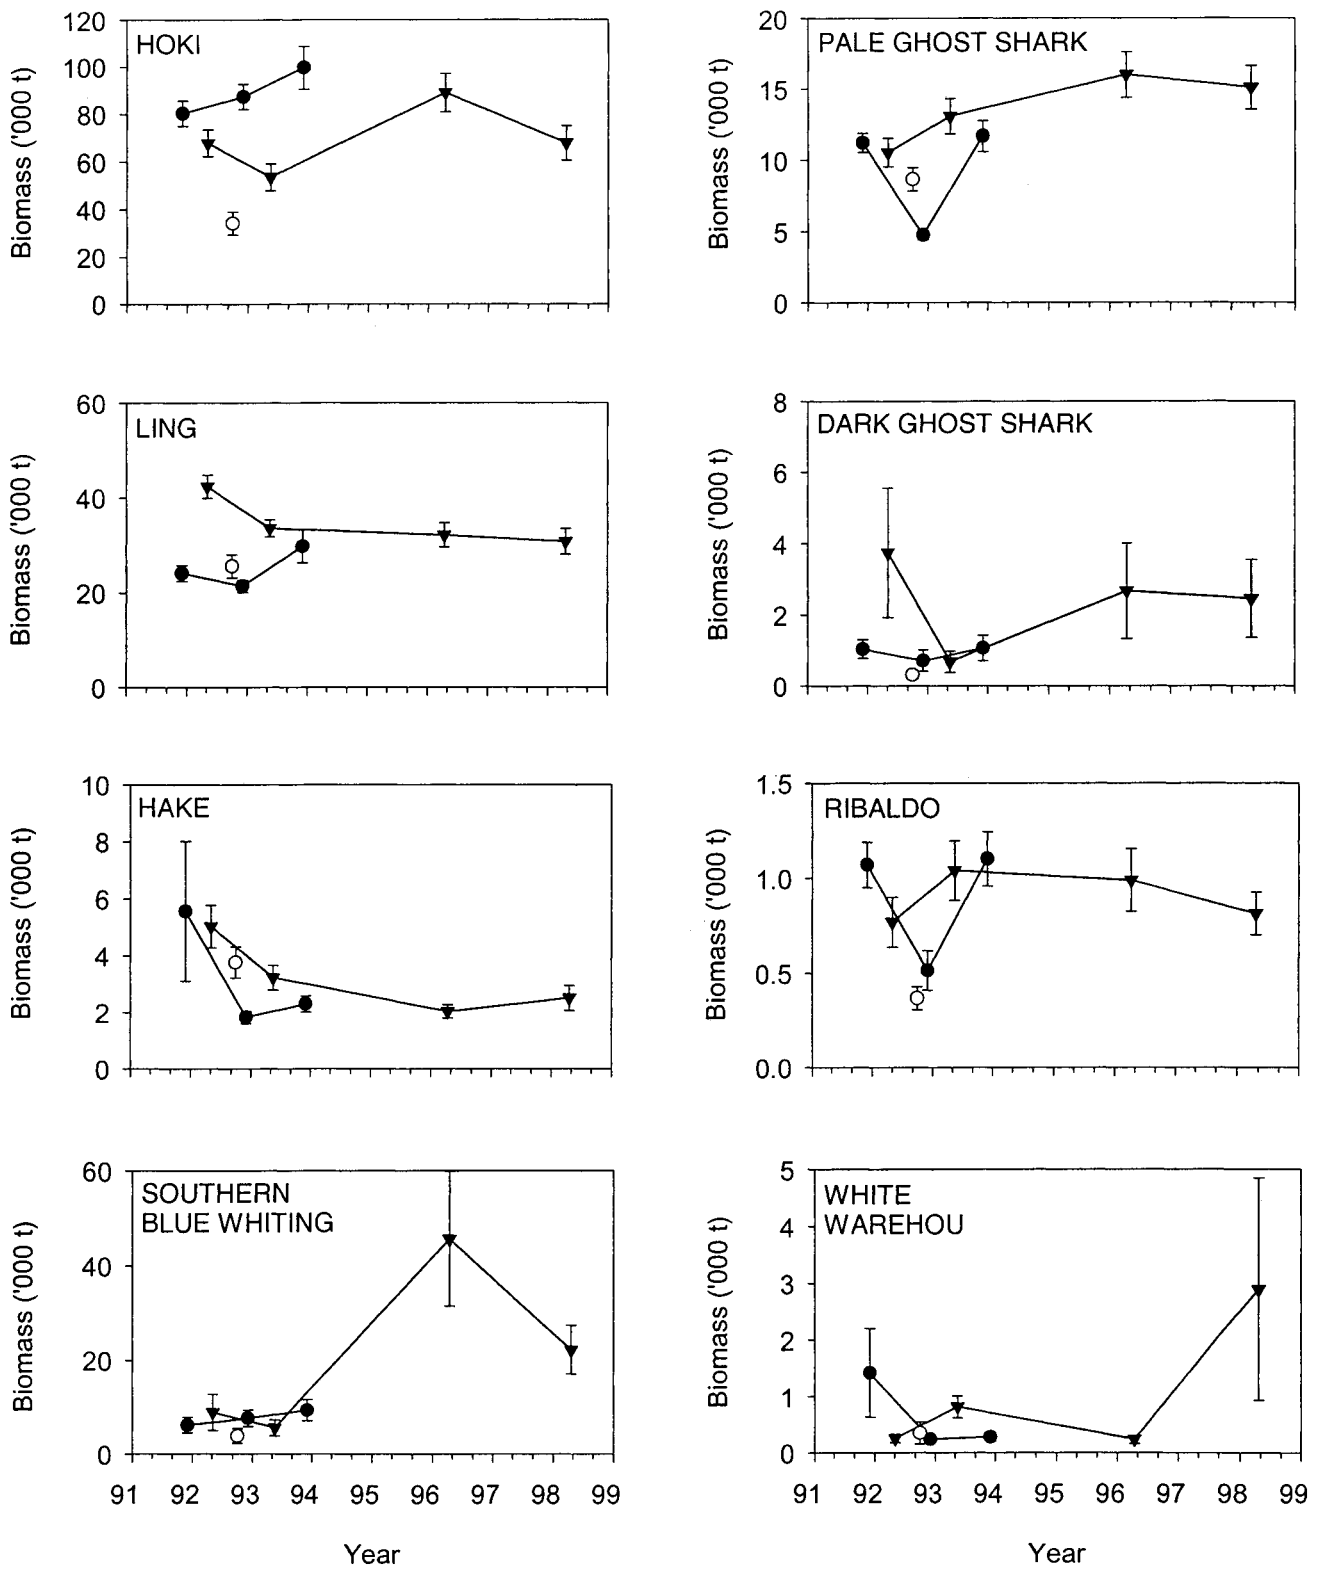 HOKI
Biomass ('000 t)
120
100
80
60
40
20
0
PALE GHOST SHARK
Biomass ('000 t)
20
15
10
5
0
LING
Biomass ('000 t)
60
40
20
0
DARK GHOST SHARK
Biomass ('000 t)
8
6
4
2
0
HAKE
Biomass ('000 t)
10
8
6
4
2
0
RIBALDO
Biomass ('000 t)
1.5
1.0
0.5
0.0
SOUTHERN
BLUE WHITING
Biomass ('000 t)
60
40
20
0
91 92 93 94 95 96 97 98 99
Year
WHITE
WAREHOU
Biomass ('000 t)
5
4
3
2
1
0
91 92 93 94 95 96 97 98 99
Year